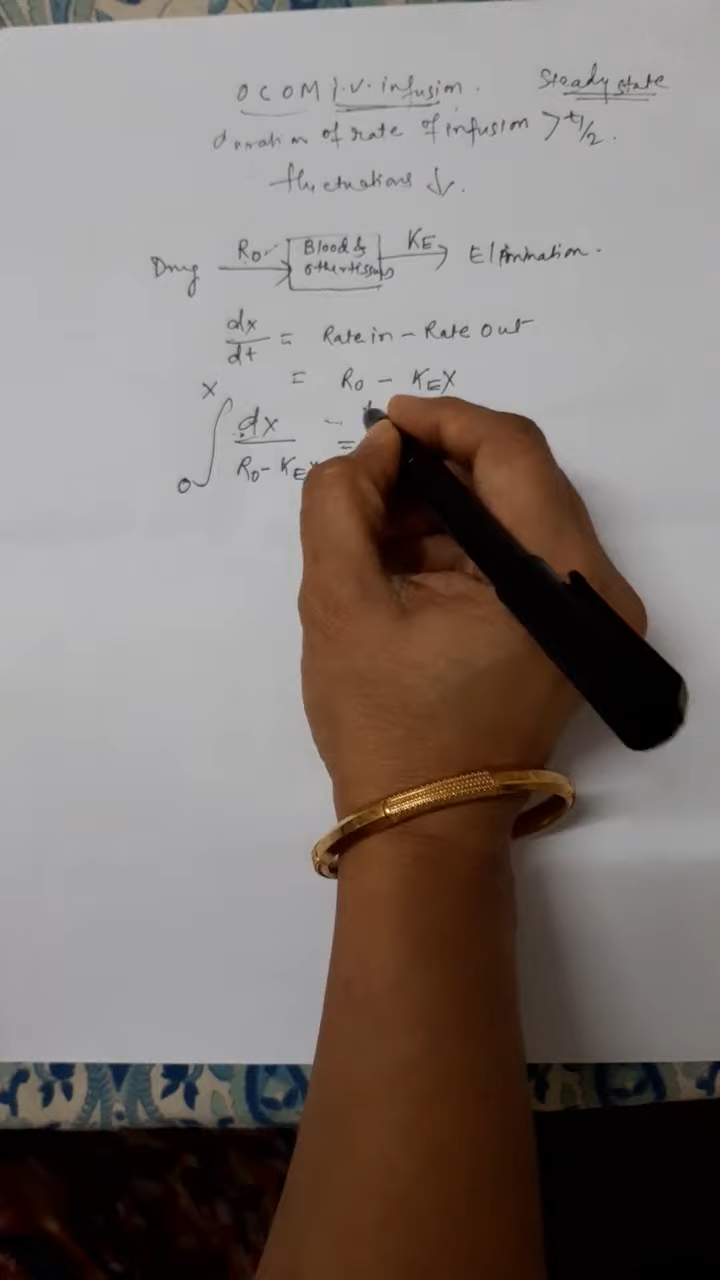 OCOM I.V. infusion.
Steady state
duration of rate of infusion > t1/2.
fluctuations ↓.
Drug R0 → Blood & other tissues KE → Elimination.
dx/dt = Rate in - Rate out
= R0 - KEX
X
∫ dx / R0 - KEX =
0